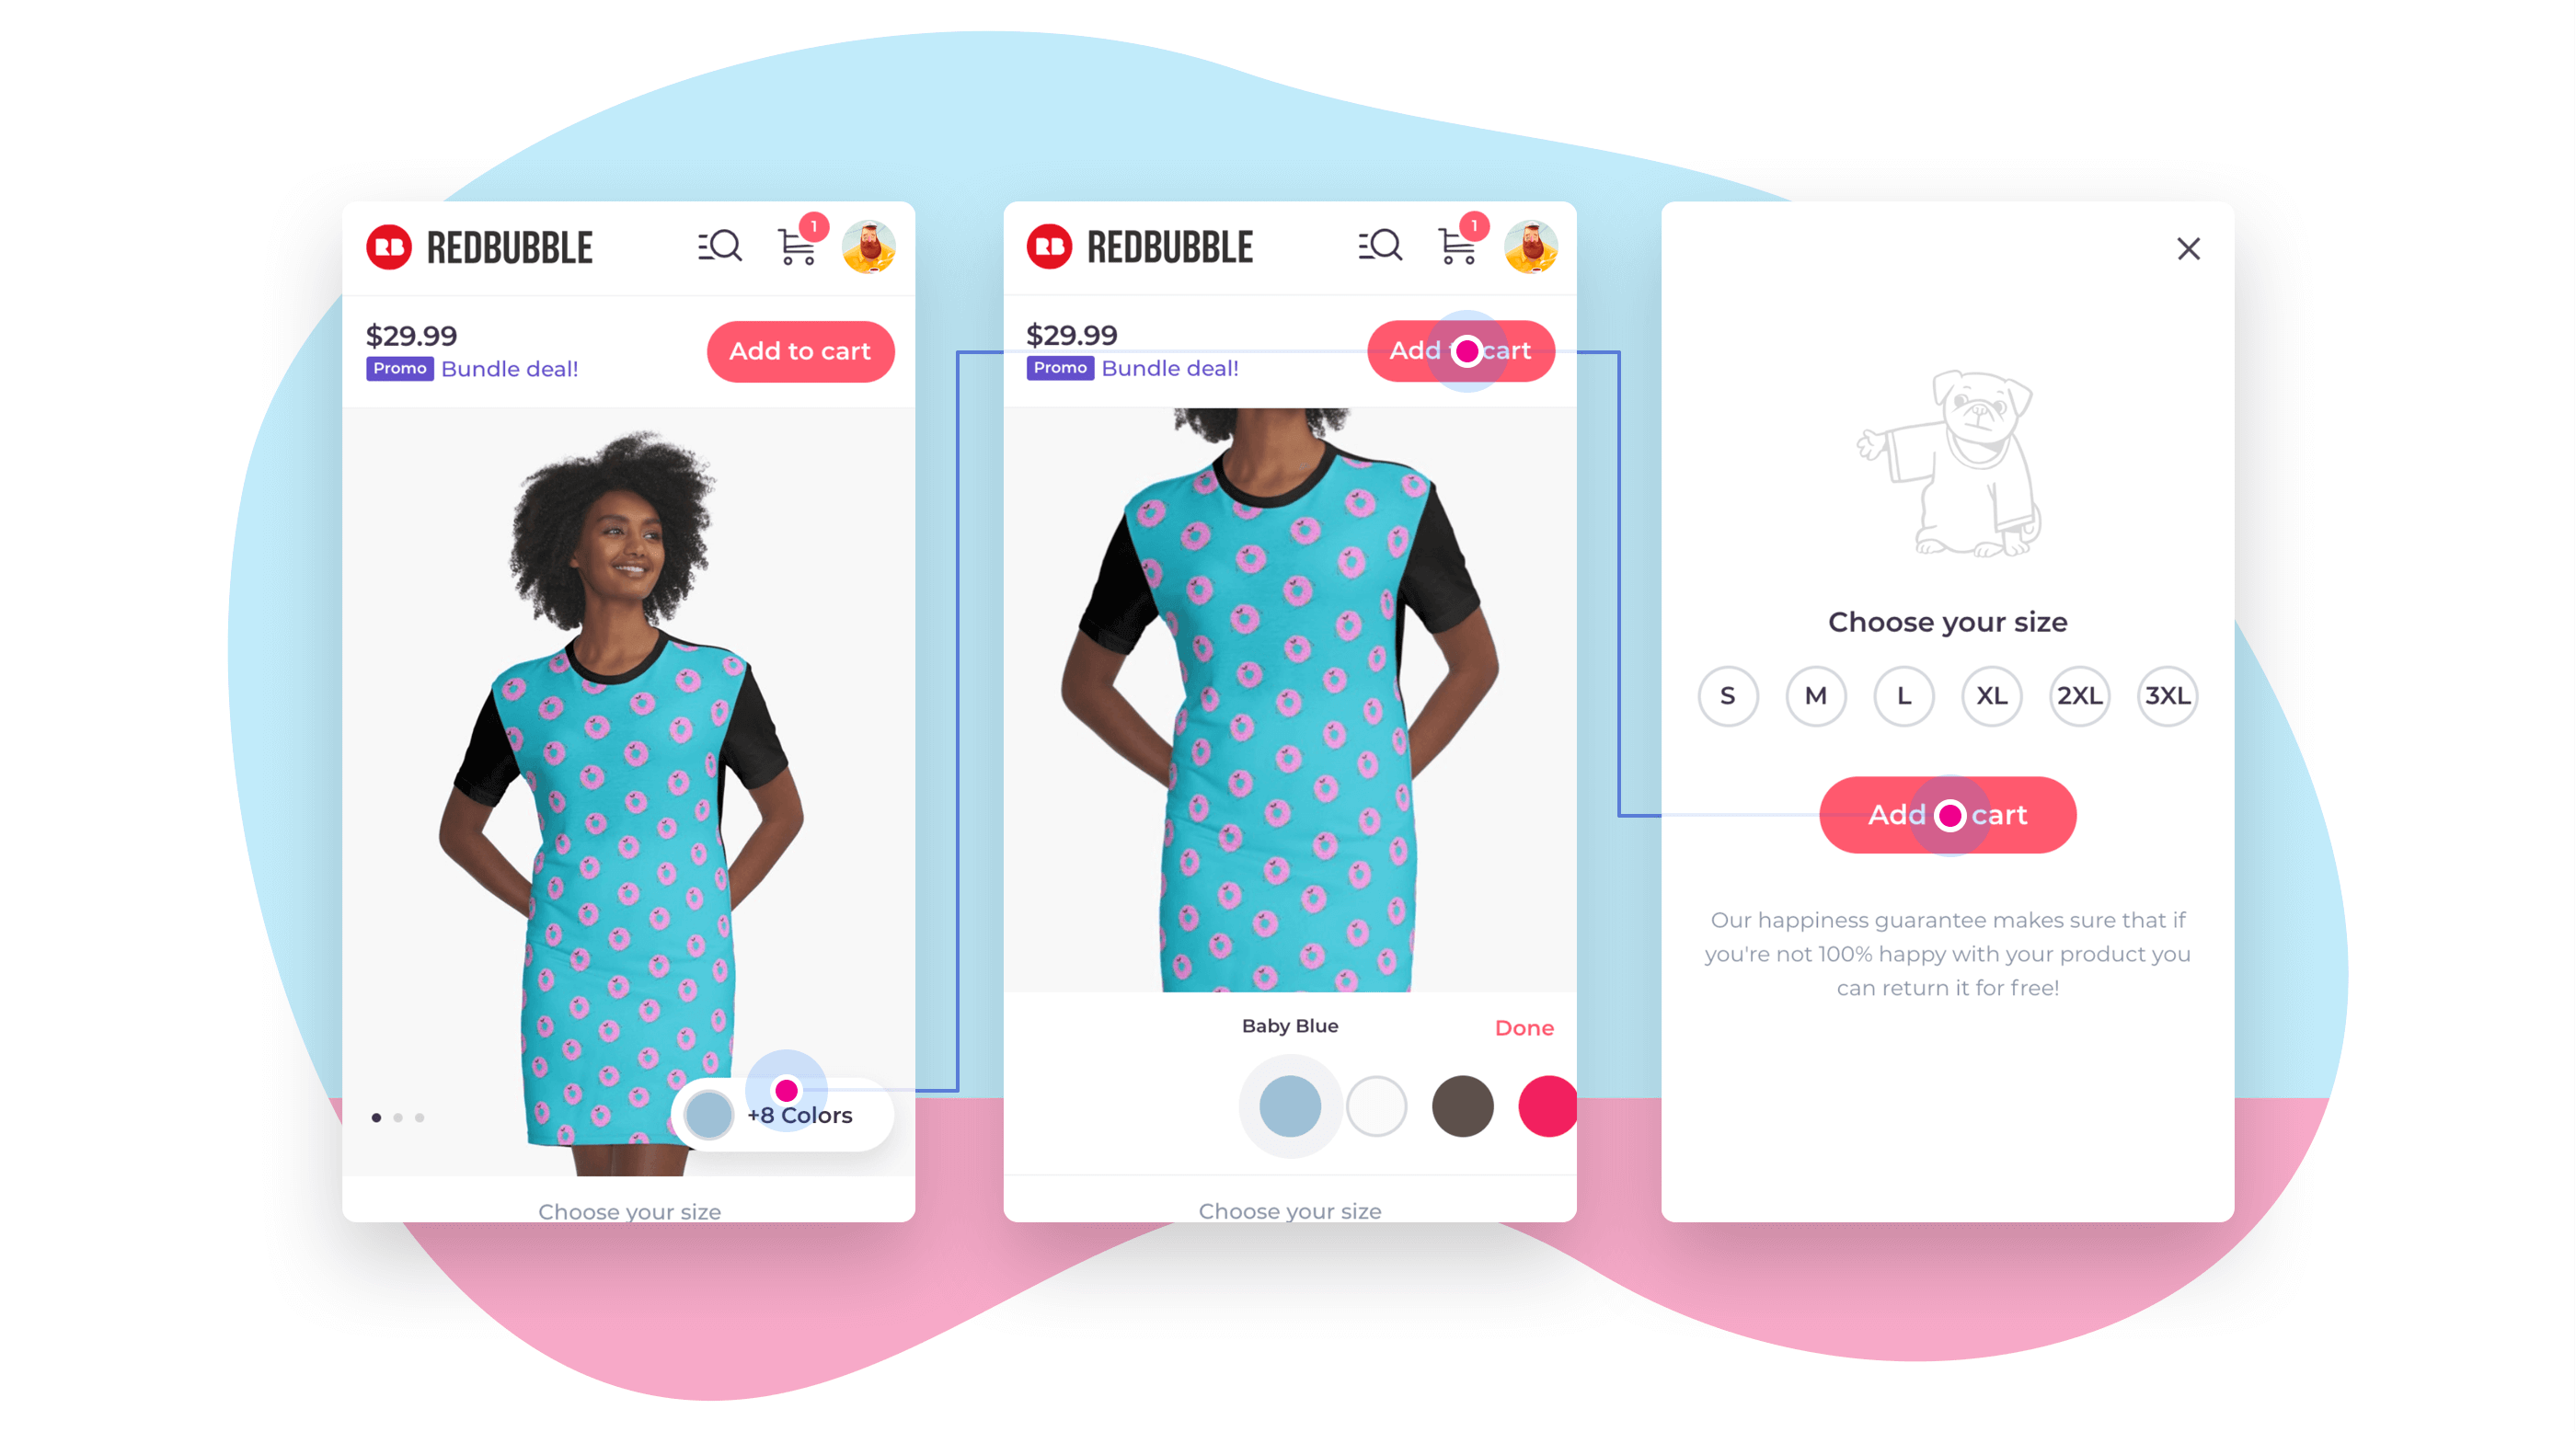 RB REDBUBBLE
1
$29.99
Promo Bundle deal!
Add to cart
+8 Colors
Choose your size
RB REDBUBBLE
1
$29.99
Promo Bundle deal!
Add cart
Baby Blue
Done
Choose your size
Choose your size
S M L XL 2XL 3XL
Add cart
Our happiness guarantee makes sure that if
you're not 100% happy with your product you
can return it for free!